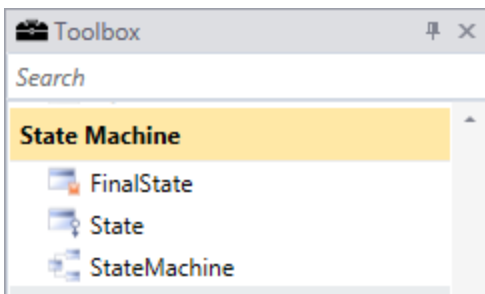 Toolbox
Search
State Machine
FinalState
State
StateMachine